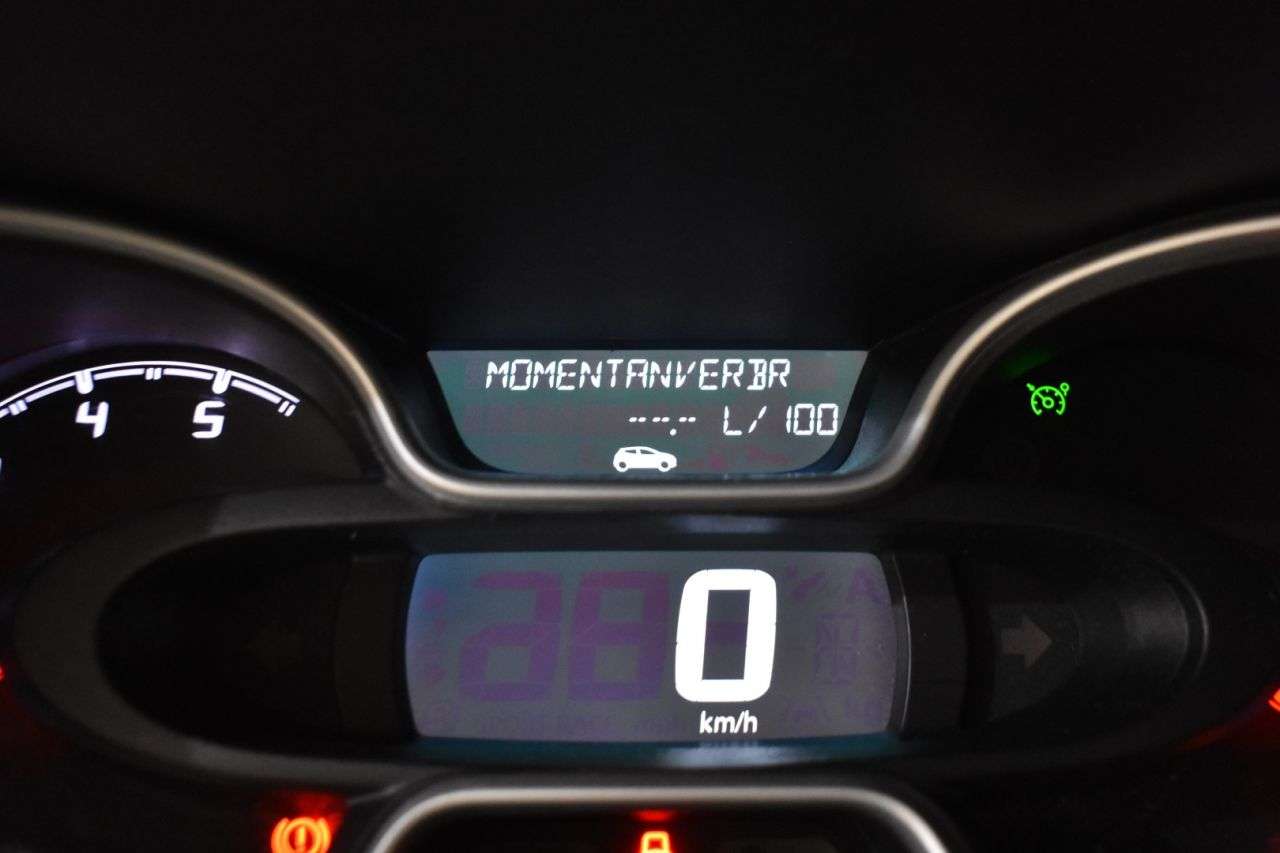 MOMENTANVERBR
--.- L/100
4 5
0
km/h